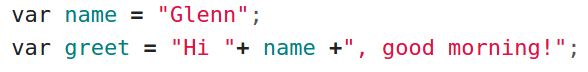 var name = "Glenn";
var greet = "Hi "+ name +", good morning!";